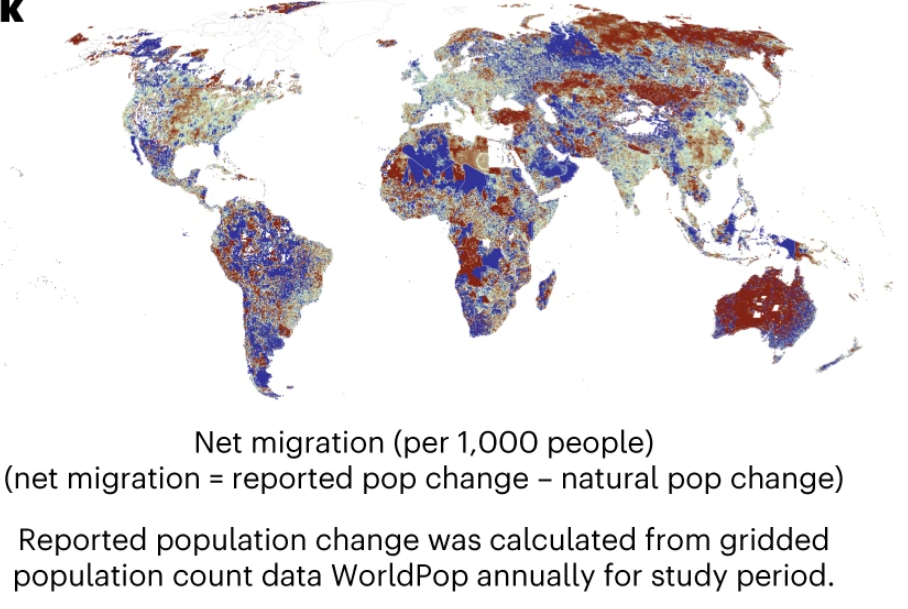 k
Net migration (per 1,000 people)
(net migration = reported pop change – natural pop change)
Reported population change was calculated from gridded
population count data WorldPop annually for study period.